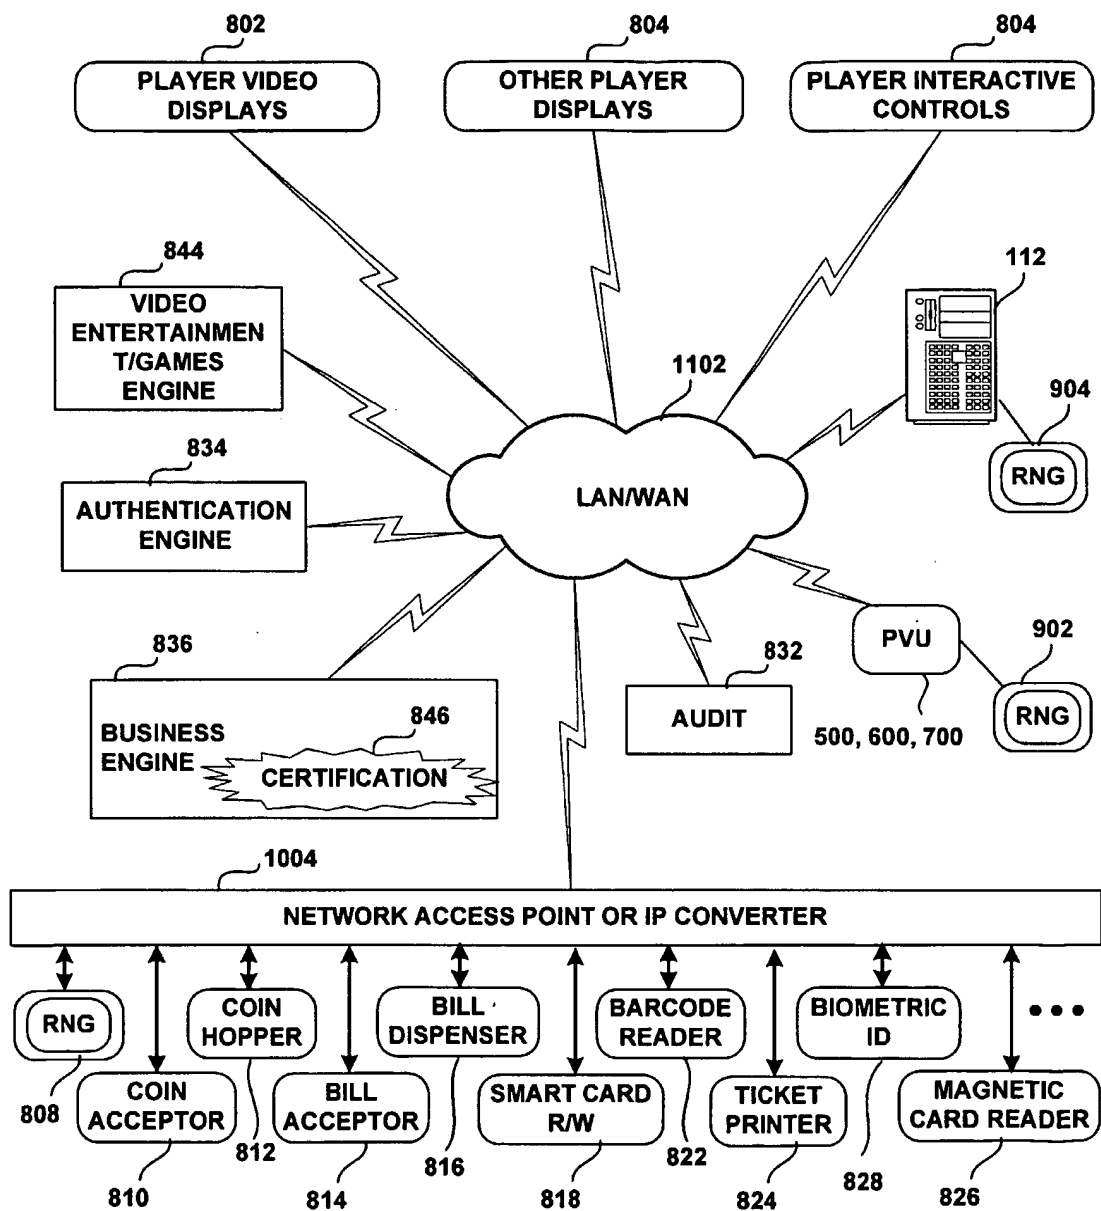 802
804
804
PLAYER VIDEO
DISPLAYS
OTHER PLAYER
DISPLAYS
PLAYER INTERACTIVE
CONTROLS
844
VIDEO
ENTERTAINMEN
T/GAMES
ENGINE
112
1102
904
RNG
834
AUTHENTICATION
ENGINE
LAN/WAN
836
BUSINESS
ENGINE
846
CERTIFICATION
832
AUDIT
PVU
500, 600, 700
902
RNG
1004
NETWORK ACCESS POINT OR IP CONVERTER
RNG
808
COIN
ACCEPTOR
810
COIN
HOPPER
812
BILL
ACCEPTOR
814
BILL
DISPENSER
816
SMART CARD
R/W
818
BARCODE
READER
822
TICKET
PRINTER
824
BIOMETRIC
ID
828
MAGNETIC
CARD READER
826